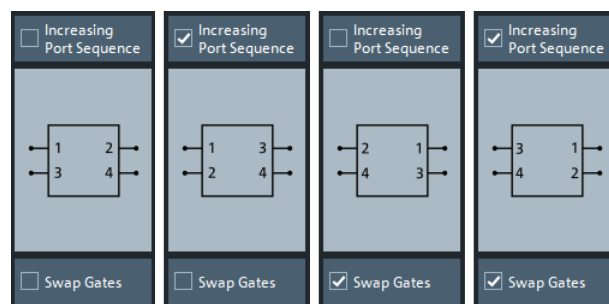 Increasing
Port Sequence
1 2
3 4
Swap Gates
Increasing
Port Sequence
1 3
2 4
Swap Gates
Increasing
Port Sequence
2 1
4 3
Swap Gates
Increasing
Port Sequence
3 1
4 2
Swap Gates